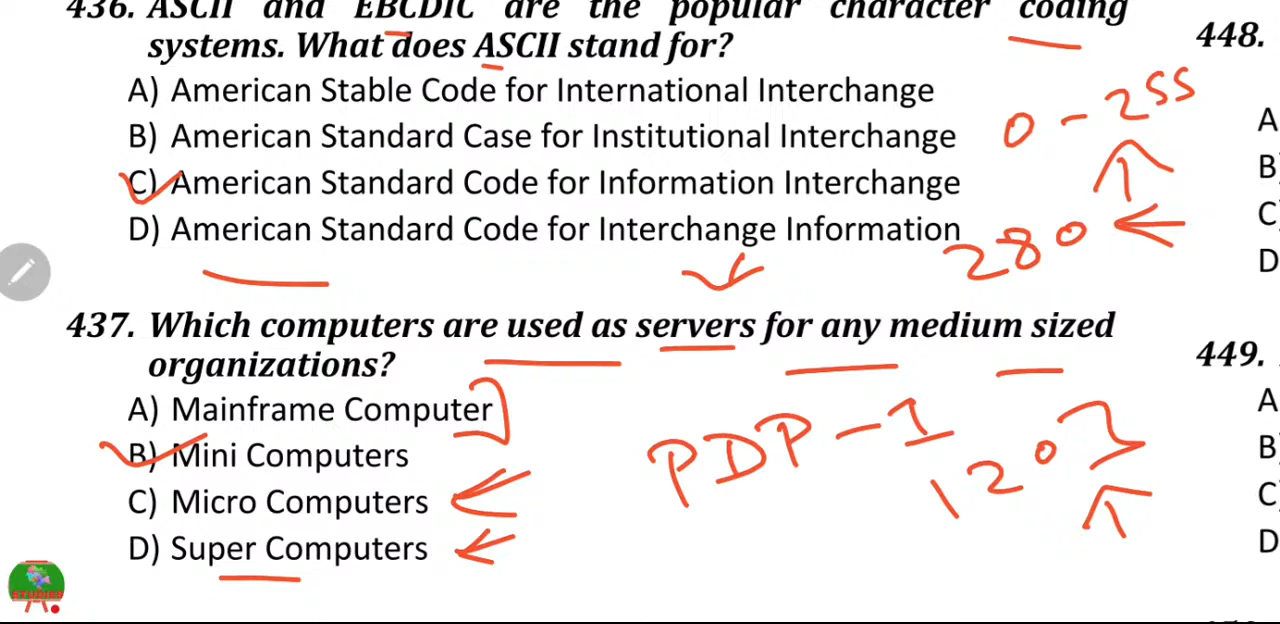 436. ASCII and EBCDIC are the popular character coding
systems. What does ASCII stand for?
A) American Stable Code for International Interchange
B) American Standard Case for Institutional Interchange
C) American Standard Code for Information Interchange
D) American Standard Code for Interchange Information
0 - 255
280
437. Which computers are used as servers for any medium sized
organizations?
A) Mainframe Computer
B) Mini Computers
C) Micro Computers
D) Super Computers
PDP - 1
120
448.
A
B)
C)
D
449.
A
B)
C)
D